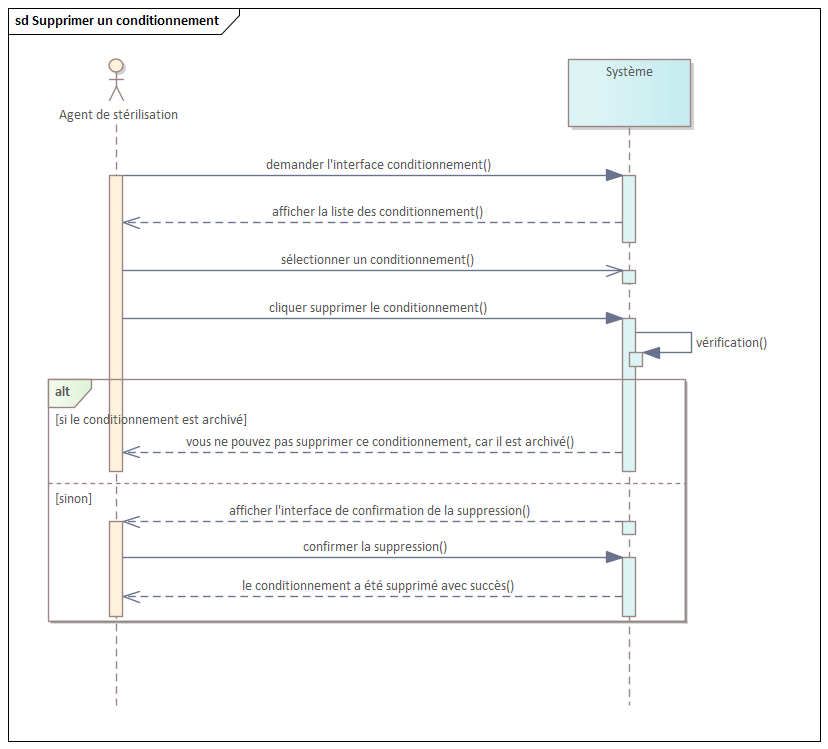 sd Supprimer un conditionnement
Système
Agent de stérilisation
demander l'interface conditionnement()
afficher la liste des conditionnement()
sélectionner un conditionnement()
cliquer supprimer le conditionnement()
vérification()
alt
[si le conditionnement est archivé]
vous ne pouvez pas supprimer ce conditionnement, car il est archivé()
[sinon]
afficher l'interface de confirmation de la suppression()
confirmer la suppression()
le conditionnement a été supprimé avec succès()